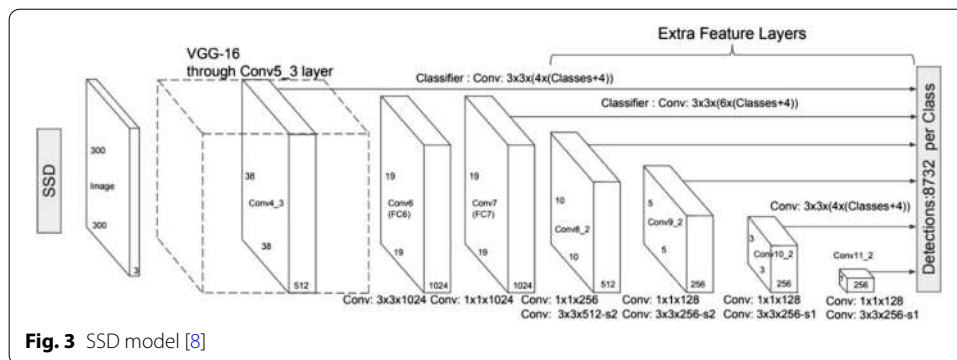 Extra Feature Layers
VGG-16
through Conv5_3 layer
Classifier : Conv: 3x3x(4x(Classes+4))
Classifier : Conv: 3x3x(6x(Classes+4))
SSD
300
Image
300
3
38
Conv4_3
38
512
19
Conv6
(FC6)
19
1024
19
Conv7
(FC7)
19
1024
10
Conv8_2
10
512
5
Conv9_2
5
256
Conv: 3x3x(4x(Classes+4))
3
Conv10_2
3
256
Conv11_2
256
Detections:8732 per Class
Conv: 3x3x1024
Conv: 1x1x1024
Conv: 1x1x256
Conv: 3x3x512-s2
Conv: 1x1x128
Conv: 3x3x256-s2
Conv: 1x1x128
Conv: 3x3x256-s1
Conv: 1x1x128
Conv: 3x3x256-s1
Fig. 3 SSD model [8]